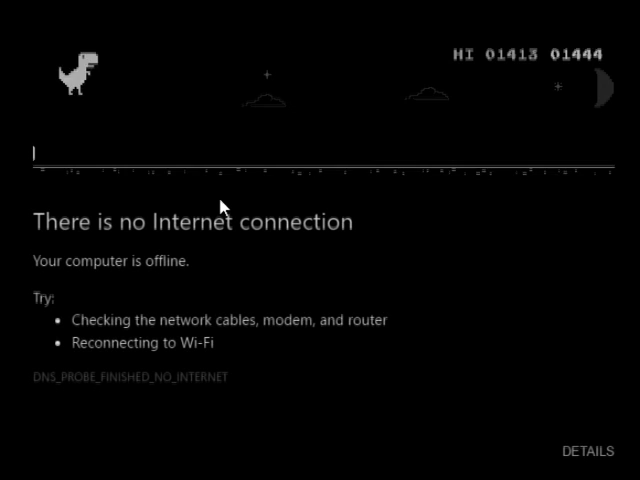 HI 01413 01444
There is no Internet connection
Your computer is offline.
Try:
Checking the network cables, modem, and router
Reconnecting to Wi-Fi
DNS_PROBE_FINISHED_NO_INTERNET
DETAILS